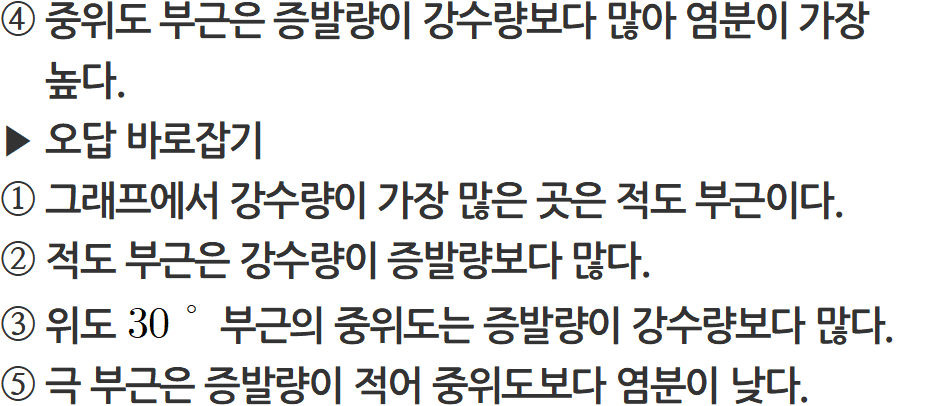 ④ 중위도 부근은 증발량이 강수량보다 많아 염분이 가장
높다.
▶ 오답 바로잡기
① 그래프에서 강수량이 가장 많은 곳은 적도 부근이다.
② 적도 부근은 강수량이 증발량보다 많다.
③ 위도 30° 부근의 중위도는 증발량이 강수량보다 많다.
⑤ 극 부근은 증발량이 적어 중위도보다 염분이 낮다.